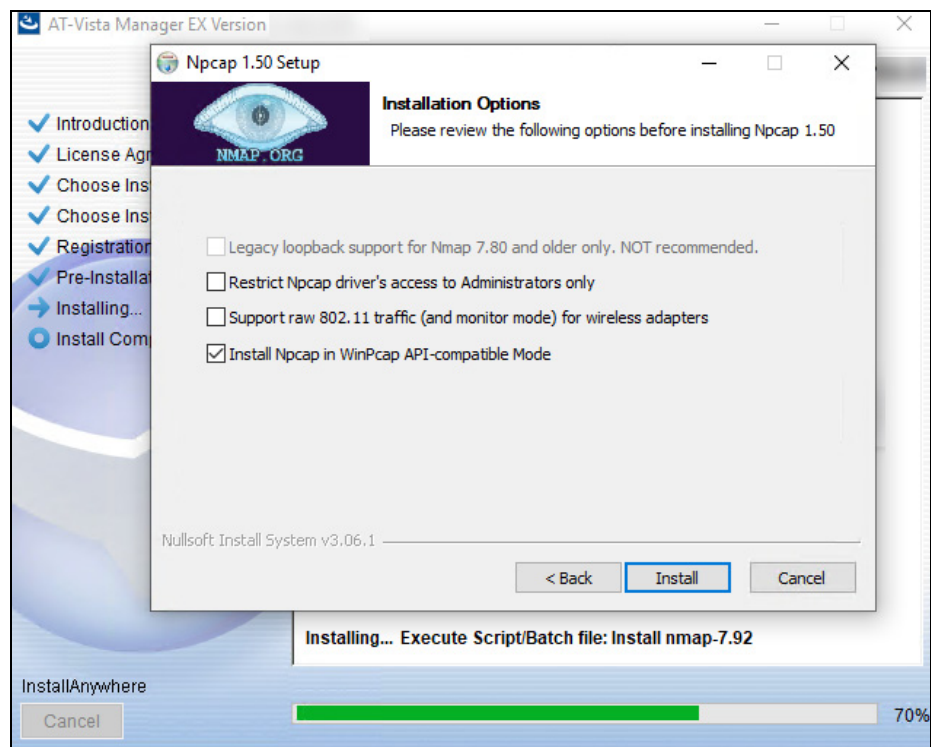 AT-Vista Manager EX Version
Npcap 1.50 Setup
NMAP.ORG
Installation Options
Please review the following options before installing Npcap 1.50
Introduction
License Agr
Choose Ins
Choose Ins
Registration
Pre-Installat
Installing...
Install Com
Legacy loopback support for Nmap 7.80 and older only. NOT recommended.
Restrict Npcap driver's access to Administrators only
Support raw 802.11 traffic (and monitor mode) for wireless adapters
Install Npcap in WinPcap API-compatible Mode
Nullsoft Install System v3.06.1
< Back
Install
Cancel
Installing... Execute Script/Batch file: Install nmap-7.92
InstallAnywhere
Cancel
70%